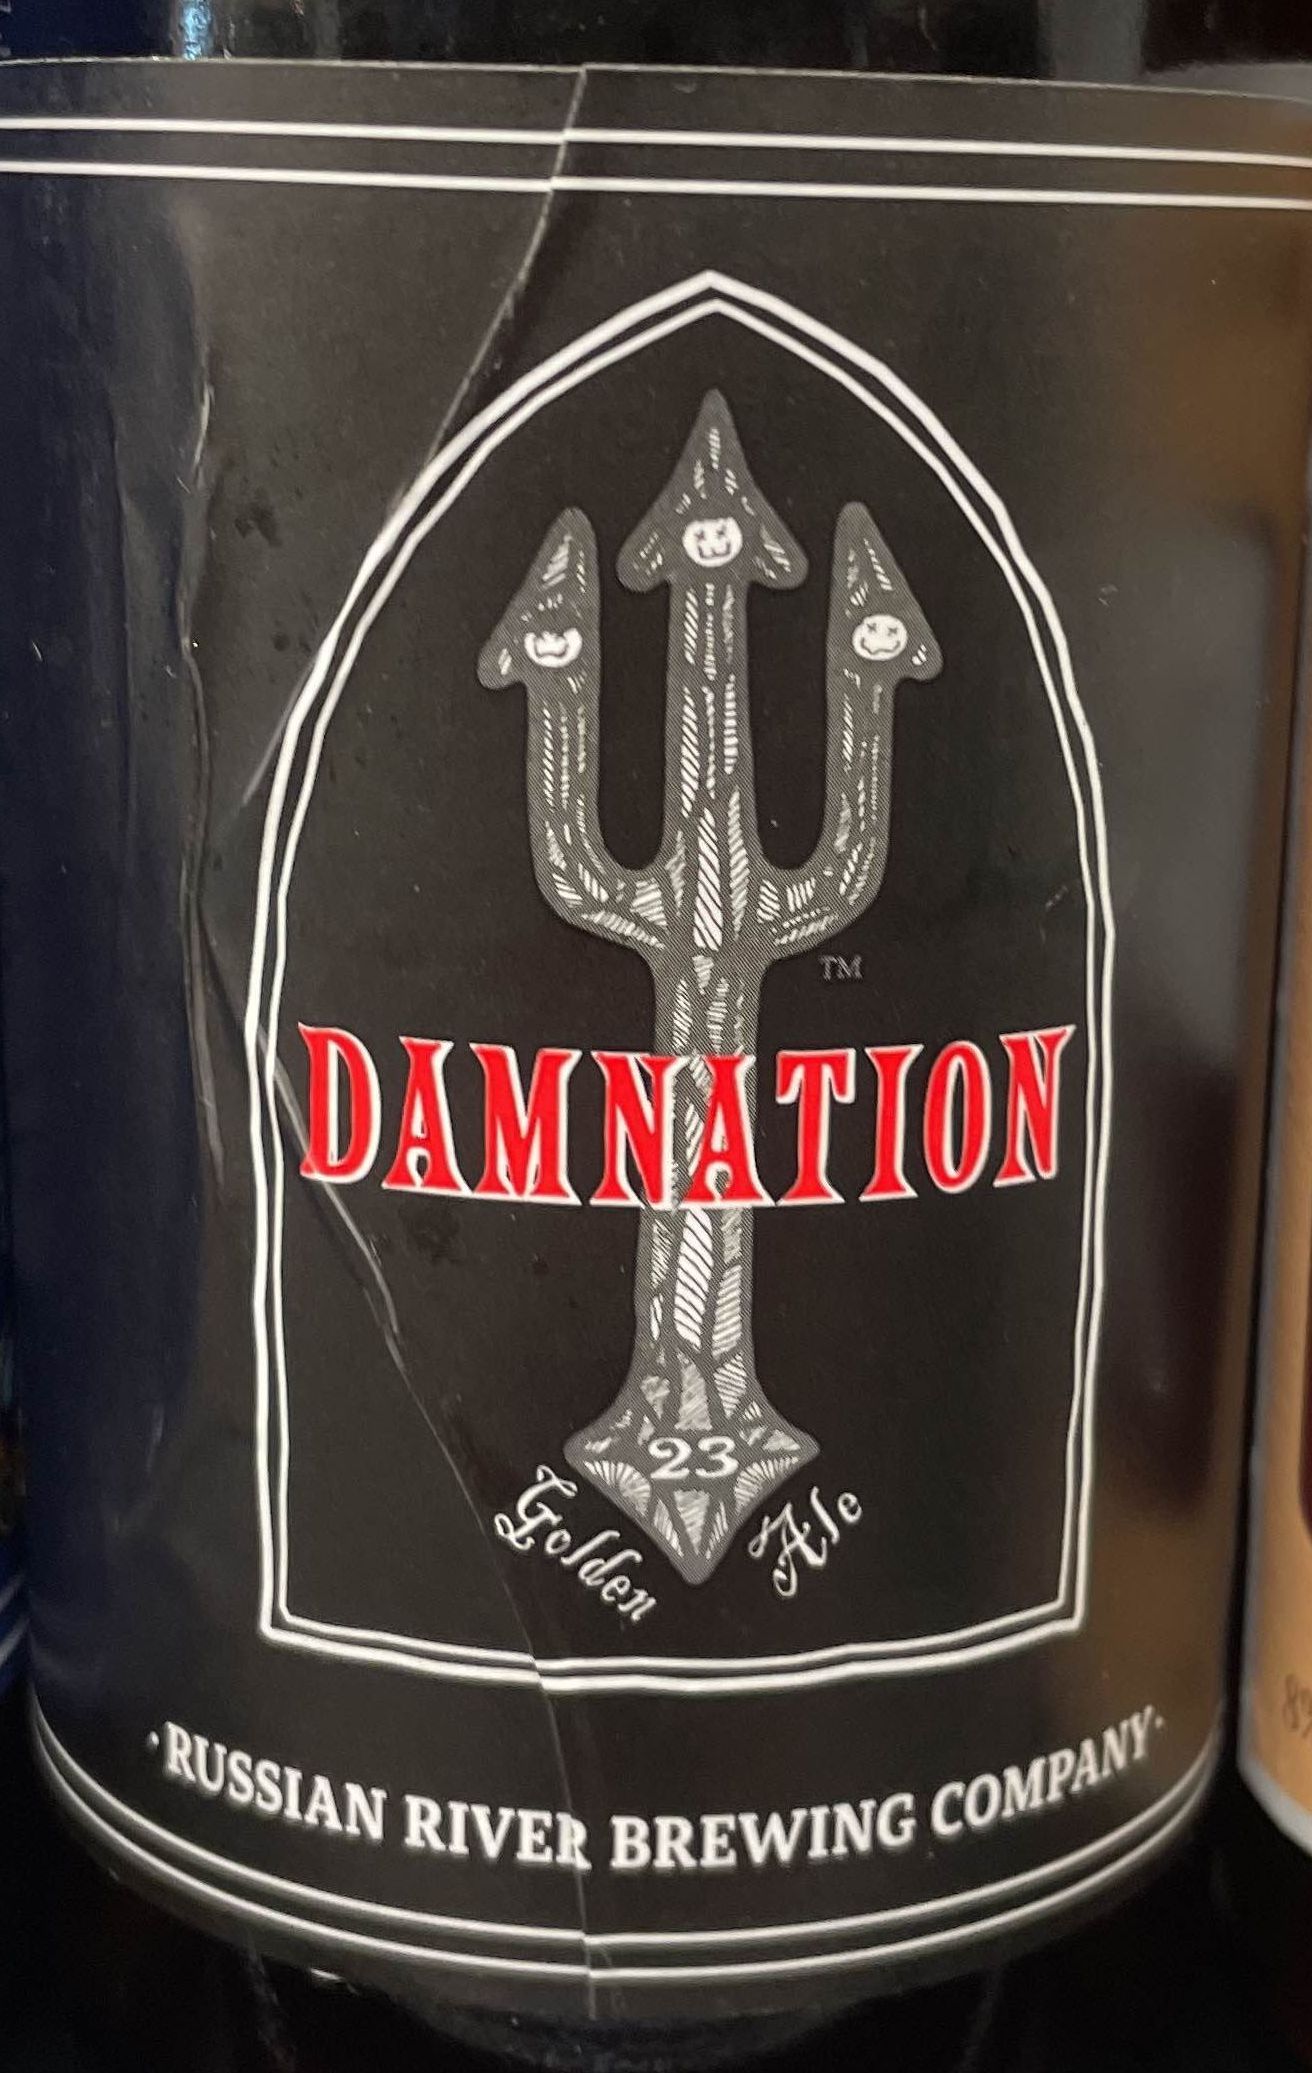 TM
DAMNATION
23
Golden Ale
·RUSSIAN RIVER BREWING COMPANY·